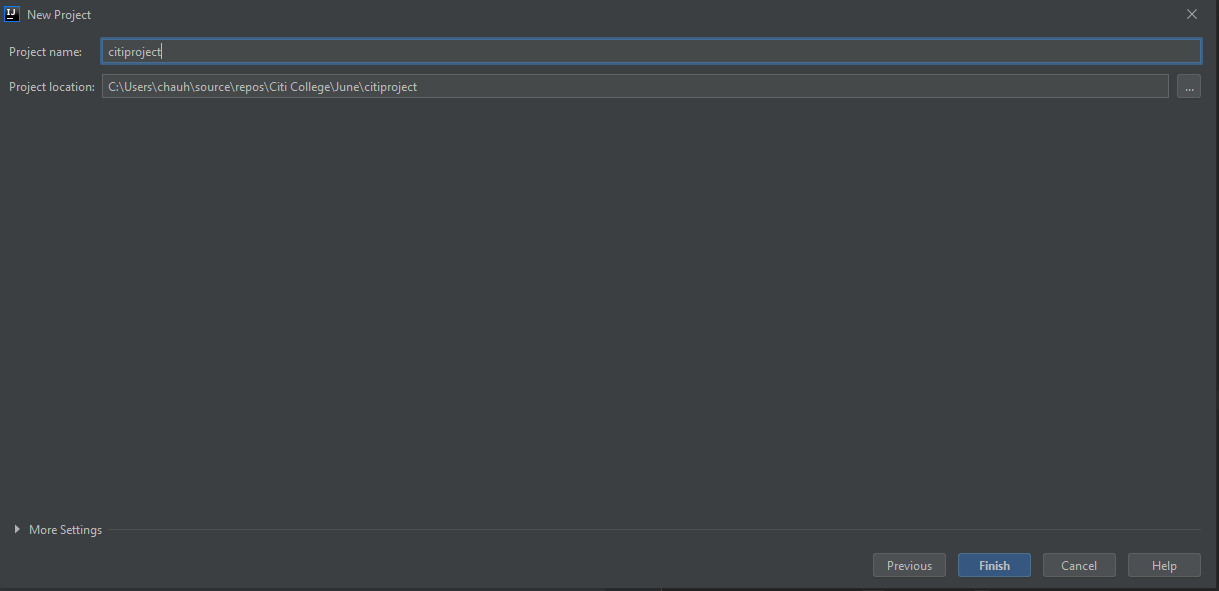 IJ New Project
Project name: citiproject
Project location: C:\Users\chauh\source\repos\Citi College\June\citiproject ...
More Settings
Previous Finish Cancel Help